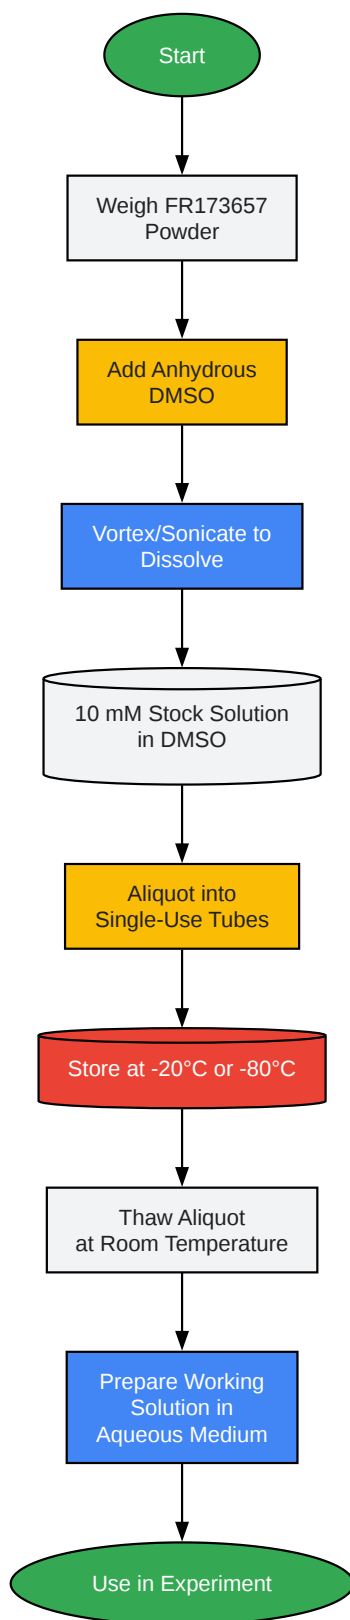 Start
Weigh FR173657
Powder
Add Anhydrous
DMSO
Vortex/Sonicate to
Dissolve
10 mM Stock Solution
in DMSO
Aliquot into
Single-Use Tubes
Store at -20°C or -80°C
Thaw Aliquot
at Room Temperature
Prepare Working
Solution in
Aqueous Medium
Use in Experiment